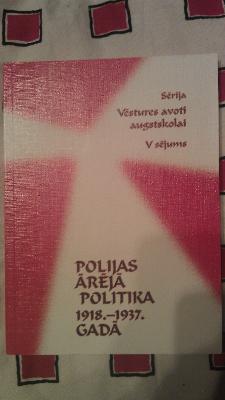 Sērija
Vēstures avoti
augstskolai
V sējums
POLIJAS
ĀRĒJĀ
POLITIKA
1918.–1937.
GADĀ